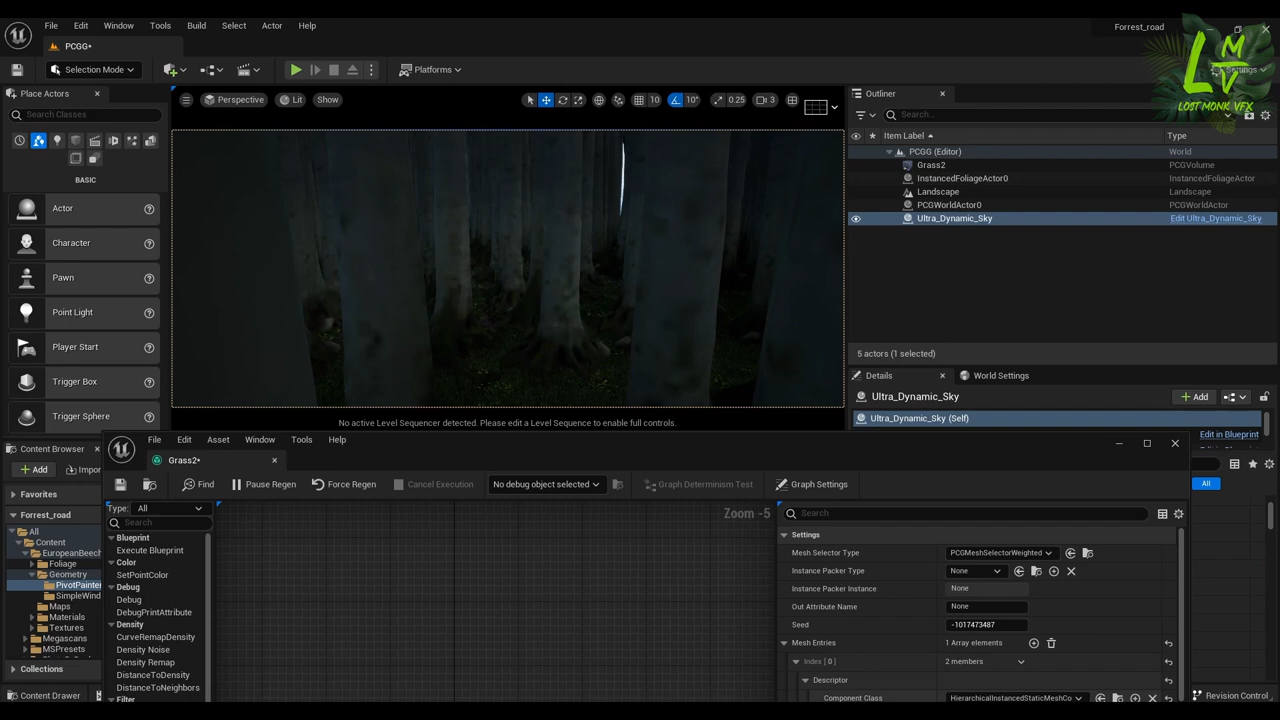 File Edit Window Tools Build Select Actor Help
Forrest_road
PCGG*
Selection Mode
Platforms
Settings
LMV
LOST MONK VFX
Place Actors
Search Classes
BASIC
Actor
Character
Pawn
Point Light
Player Start
Trigger Box
Trigger Sphere
Perspective Lit Show
10 10° 0.25 3
No active Level Sequencer detected. Please edit a Level Sequence to enable full controls.
Outliner
Search...
Item Label Type
PCGG (Editor) World
Grass2 PCGVolume
InstancedFoliageActor0 InstancedFoliageActor
Landscape Landscape
PCGWorldActor0 PCGWorldActor
Ultra_Dynamic_Sky Edit Ultra_Dynamic_Sky
5 actors (1 selected)
Details World Settings
Ultra_Dynamic_Sky
Add
Ultra_Dynamic_Sky (Self)
Edit in Blueprint
All
Content Browser
Add Impor
Favorites
Forrest_road
All
Content
EuropeanBeech
Foliage
Geometry
PivotPainter
SimpleWind
Maps
Materials
Textures
Megascans
MSPresets
Collections
Content Drawer
Revision Control
File Edit Asset Window Tools Help
Grass2*
Find Pause Regen Force Regen Cancel Execution No debug object selected Graph Determinism Test Graph Settings
Type: All
Search
Blueprint
Execute Blueprint
Color
SetPointColor
Debug
Debug
DebugPrintAttribute
Density
CurveRemapDensity
Density Noise
Density Remap
DistanceToDensity
DistanceToNeighbors
Filter
Zoom -5
Search
Settings
Mesh Selector Type PCGMeshSelectorWeighted
Instance Packer Type None
Instance Packer Instance None
Out Attribute Name None
Seed -1017473487
Mesh Entries 1 Array elements
Index [ 0 ] 2 members
Descriptor
Component Class HierarchicalInstancedStaticMeshCo